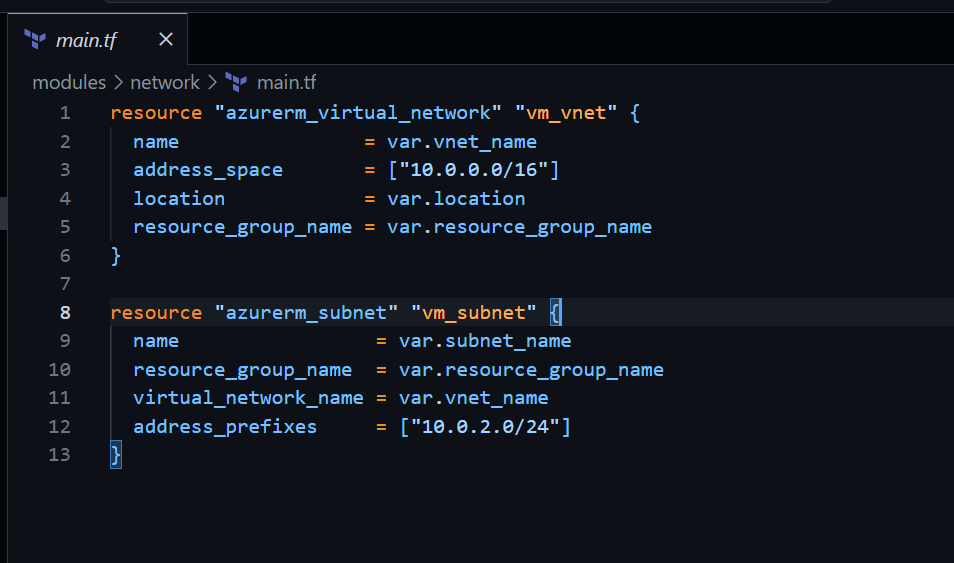 main.tf ×
modules > network > main.tf
1 resource "azurerm_virtual_network" "vm_vnet" {
2   name                = var.vnet_name
3   address_space       = ["10.0.0.0/16"]
4   location            = var.location
5   resource_group_name = var.resource_group_name
6 }
7
8 resource "azurerm_subnet" "vm_subnet" {
9   name                 = var.subnet_name
10   resource_group_name  = var.resource_group_name
11   virtual_network_name = var.vnet_name
12   address_prefixes     = ["10.0.2.0/24"]
13 }